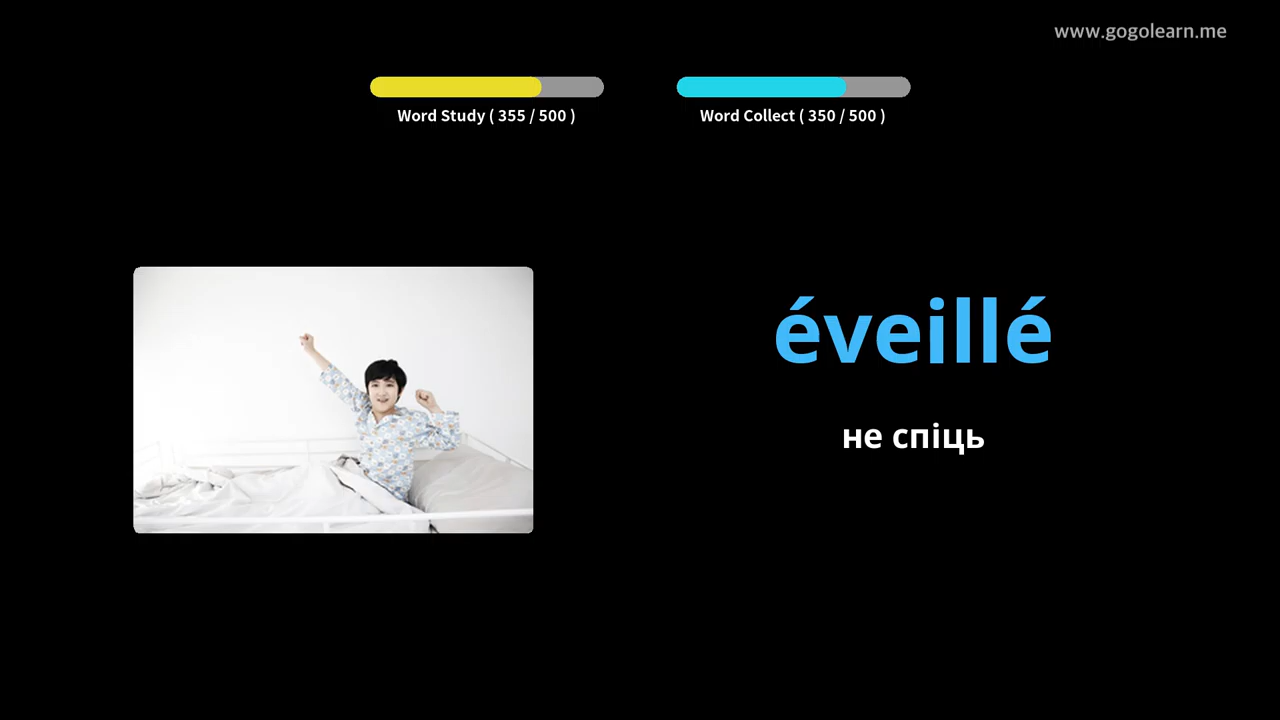 www.gogolearn.me
Word Study ( 355 / 500 )
Word Collect ( 350 / 500 )
éveillé
не спіць